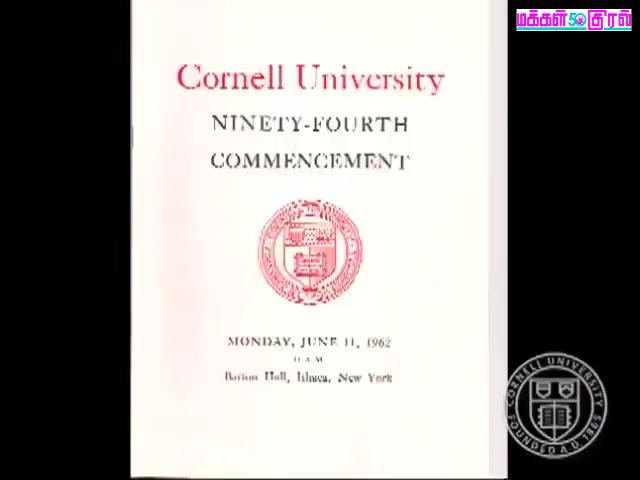 மக்கள் குரல்
Cornell University
NINETY-FOURTH
COMMENCEMENT
MONDAY, JUNE 11, 1962
11 A M
Barton Hall, Ithaca, New York
CORNELL UNIVERSITY
FOUNDED A.D. 1865